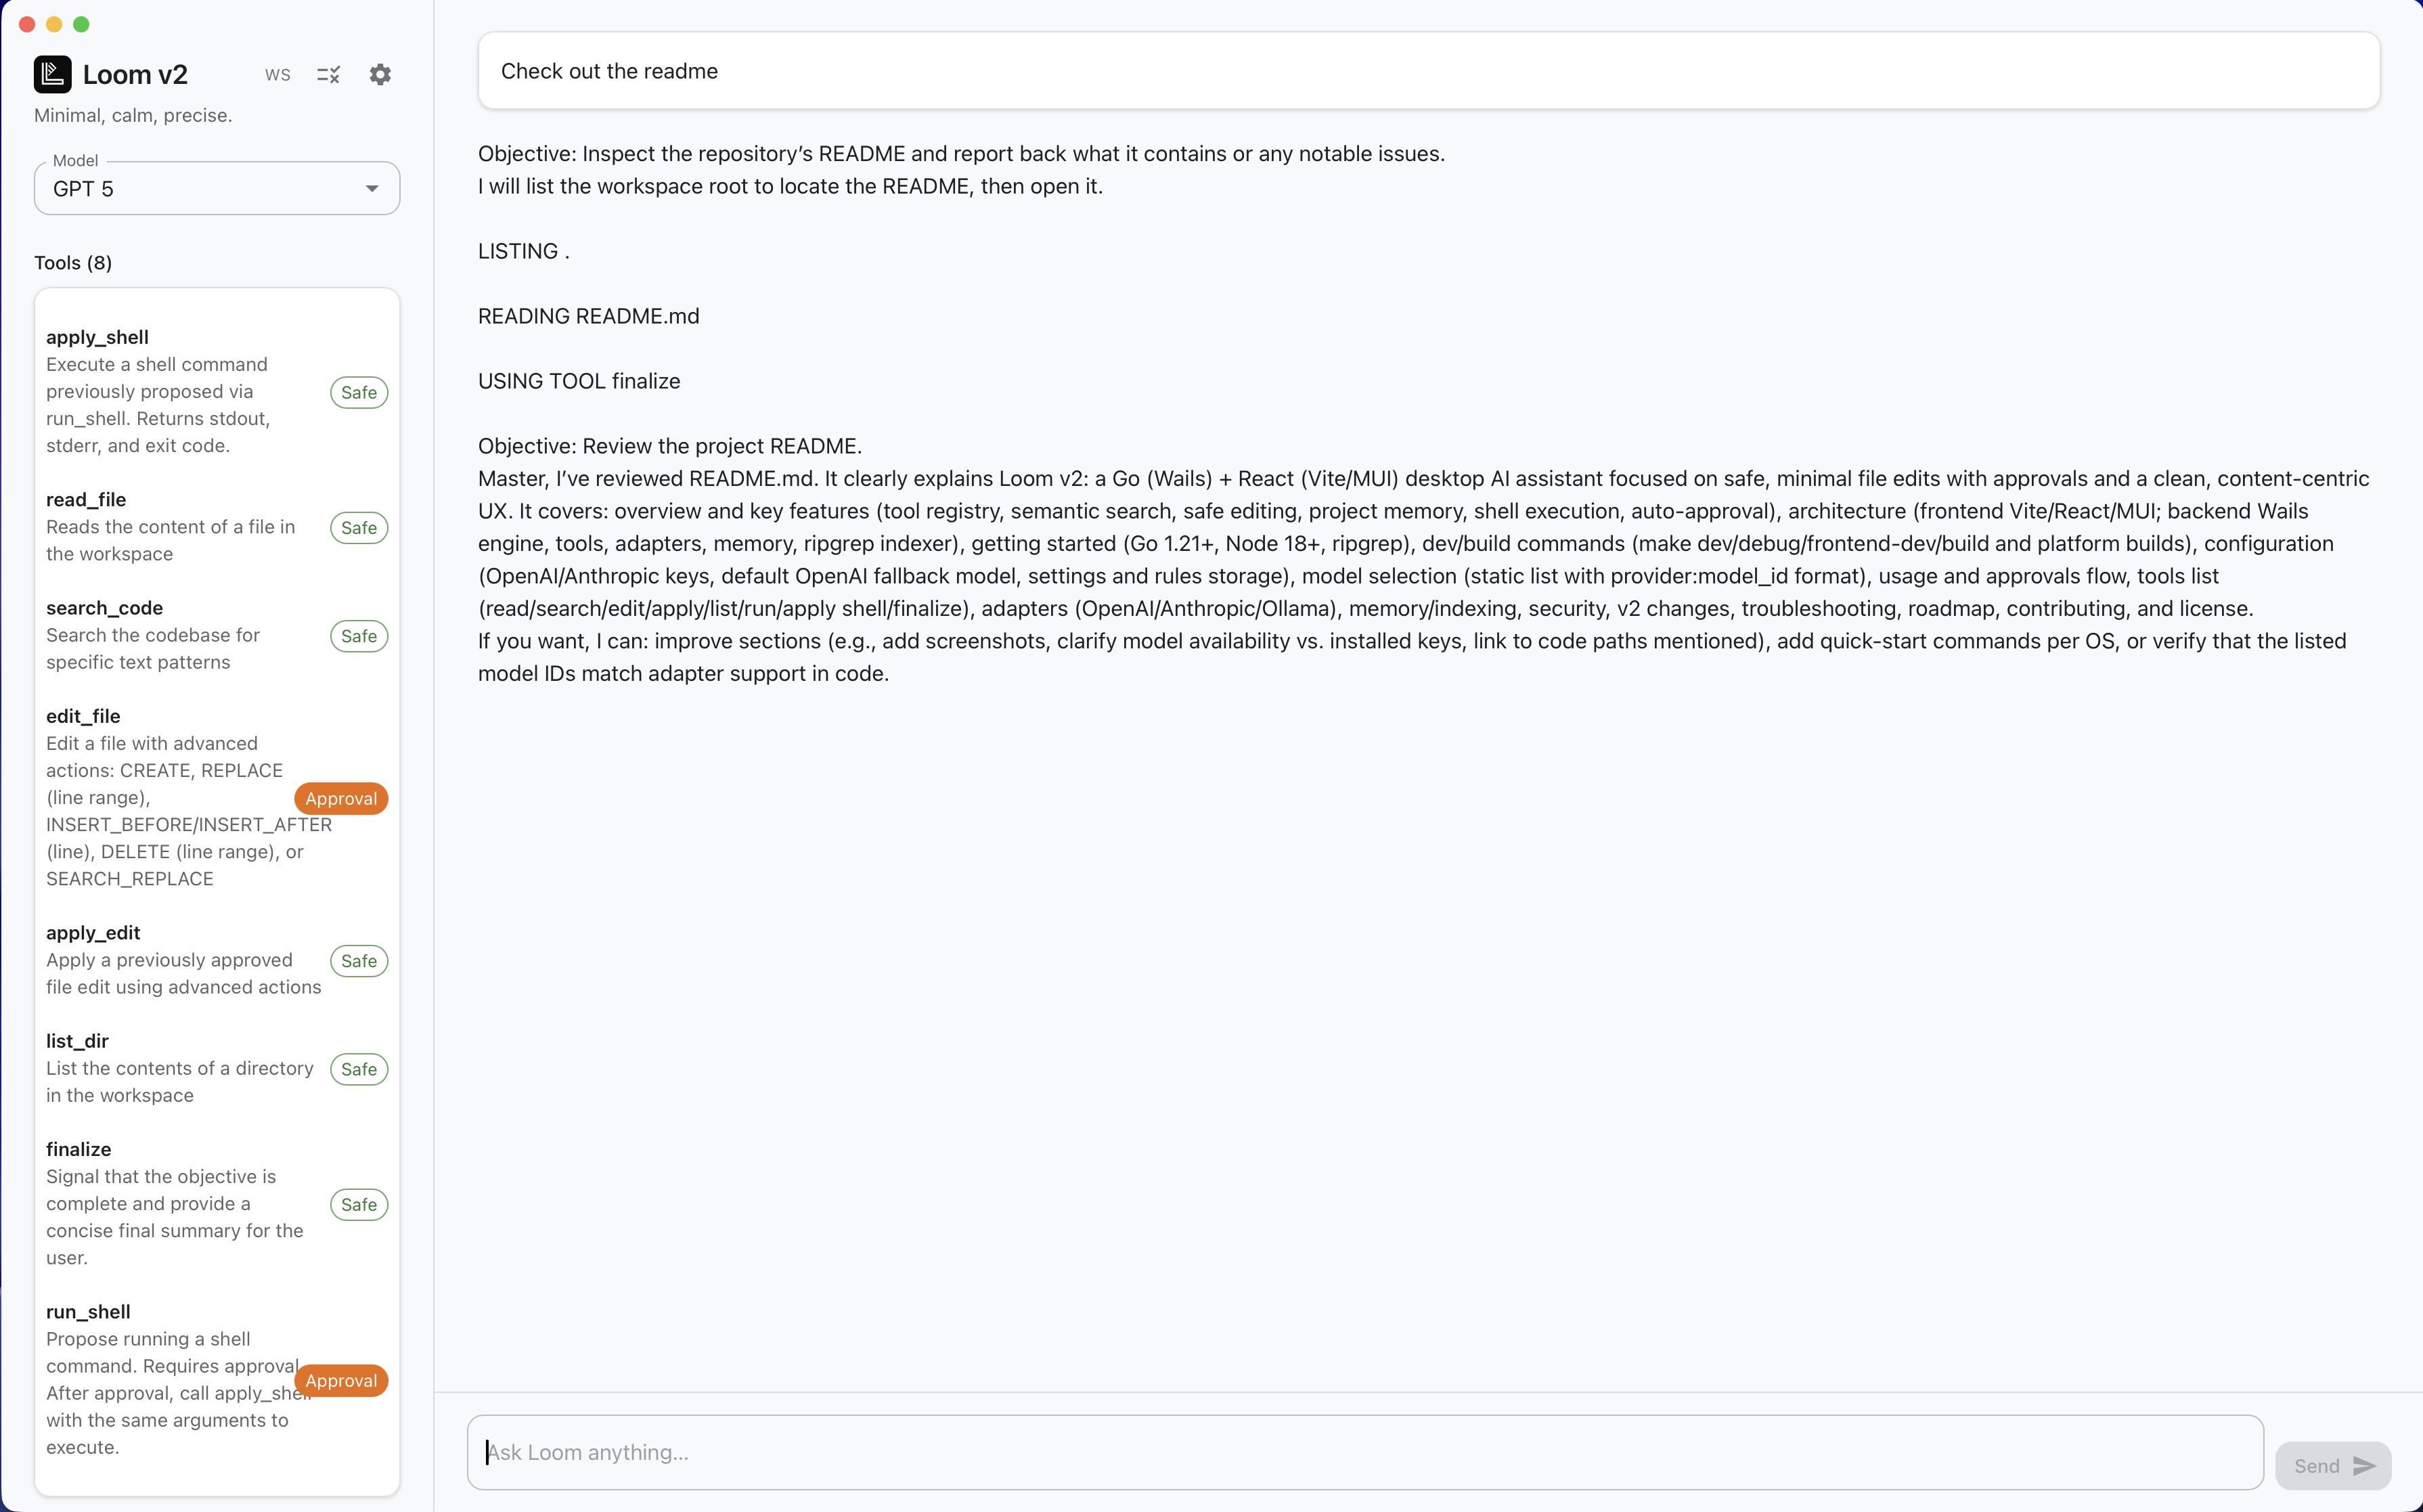 Loom v2
WS
Minimal, calm, precise.
Model
GPT 5
Tools (8)
apply_shell
Execute a shell command
previously proposed via
run_shell. Returns stdout,
stderr, and exit code.
Safe
read_file
Reads the content of a file in
the workspace
Safe
search_code
Search the codebase for
specific text patterns
Safe
edit_file
Edit a file with advanced
actions: CREATE, REPLACE
(line range),
INSERT_BEFORE/INSERT_AFTER
(line), DELETE (line range), or
SEARCH_REPLACE
Approval
apply_edit
Apply a previously approved
file edit using advanced actions
Safe
list_dir
List the contents of a directory
in the workspace
Safe
finalize
Signal that the objective is
complete and provide a
concise final summary for the
user.
Safe
run_shell
Propose running a shell
command. Requires approval
After approval, call apply_shell
with the same arguments to
execute.
Approval
Check out the readme
Objective: Inspect the repository’s README and report back what it contains or any notable issues.
I will list the workspace root to locate the README, then open it.
LISTING .
READING README.md
USING TOOL finalize
Objective: Review the project README.
Master, I’ve reviewed README.md. It clearly explains Loom v2: a Go (Wails) + React (Vite/MUI) desktop AI assistant focused on safe, minimal file edits with approvals and a clean, content-centric
UX. It covers: overview and key features (tool registry, semantic search, safe editing, project memory, shell execution, auto-approval), architecture (frontend Vite/React/MUI; backend Wails
engine, tools, adapters, memory, ripgrep indexer), getting started (Go 1.21+, Node 18+, ripgrep), dev/build commands (make dev/debug/frontend-dev/build and platform builds), configuration
(OpenAI/Anthropic keys, default OpenAI fallback model, settings and rules storage), model selection (static list with provider:model_id format), usage and approvals flow, tools list
(read/search/edit/apply/list/run/apply shell/finalize), adapters (OpenAI/Anthropic/Ollama), memory/indexing, security, v2 changes, troubleshooting, roadmap, contributing, and license.
If you want, I can: improve sections (e.g., add screenshots, clarify model availability vs. installed keys, link to code paths mentioned), add quick-start commands per OS, or verify that the listed
model IDs match adapter support in code.
Ask Loom anything...
Send